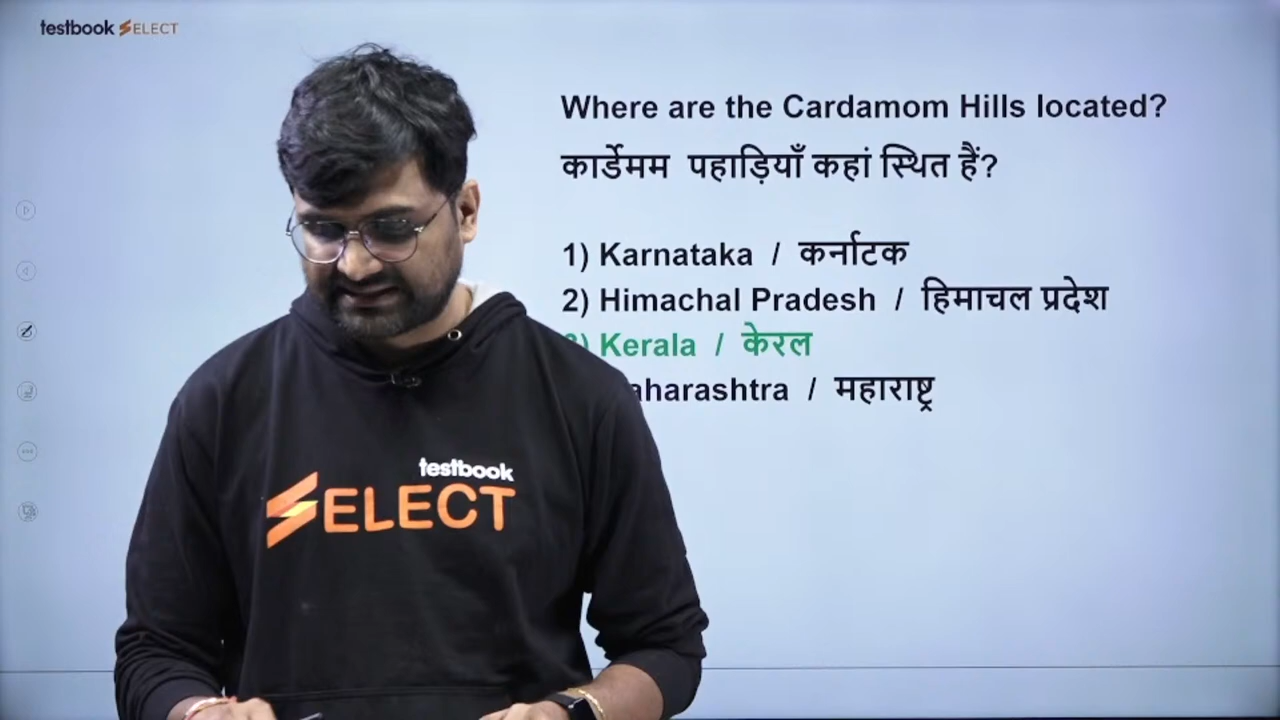 testbook SELECT
Where are the Cardamom Hills located?
कार्डेमम पहाड़ियाँ कहां स्थित हैं?
1) Karnataka / कर्नाटक
2) Himachal Pradesh / हिमाचल प्रदेश
) Kerala / केरल
aharashtra / महाराष्ट्र
testbook
SELECT